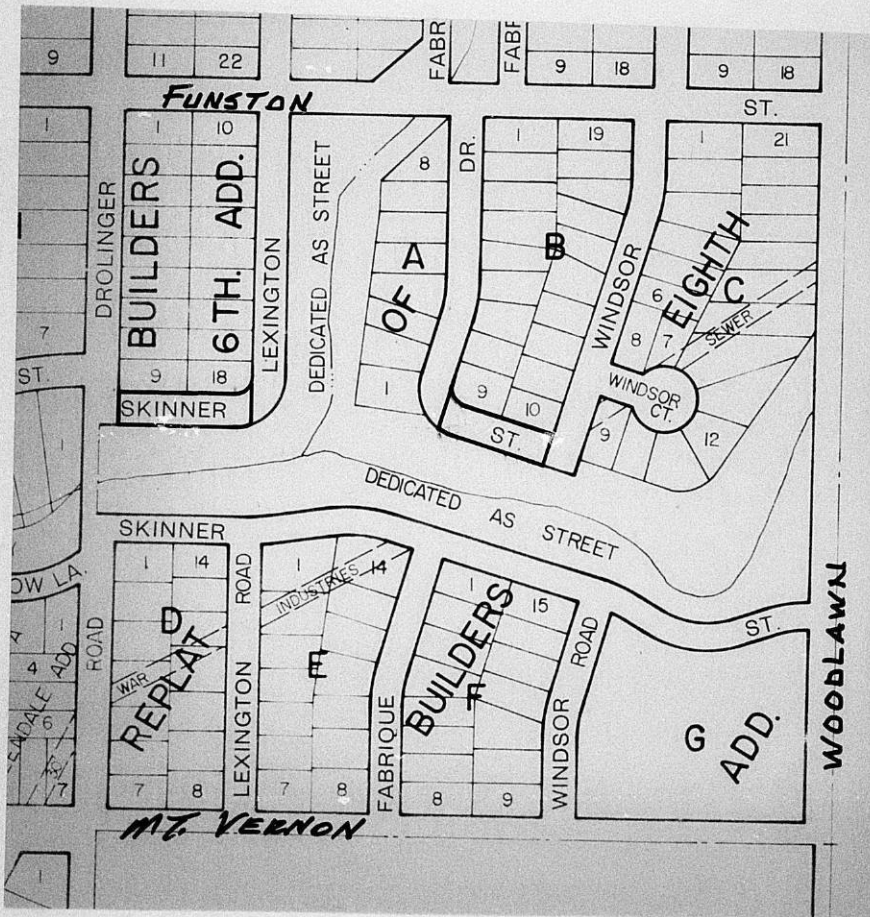 9
11
22
FABR
FABF
9
18
9
18
FUNSTON
ST.
1
1
10
8
DR.
1
19
1
21
DROLINGER
BUILDERS
6TH. ADD.
LEXINGTON
DEDICATED AS STREET
A
OF
B
WINDSOR
EIGHTH
C
6
7
8
SEWER
7
ST.
9
18
1
9
10
WINDSOR
CT.
SKINNER
ST.
9
12
1
DEDICATED AS STREET
SKINNER
OW LA.
1
14
ROAD
1
14
INDUSTRIES
1
15
ST.
WOODLAWN
ROAD
D
WAR
REPLAT
LEXINGTON
E
FABRIQUE
BUILDERS
F
WINDSOR
ROAD
G
ADD.
1
4
6
7
ADD
7
8
7
8
8
9
MT. VERNON
1